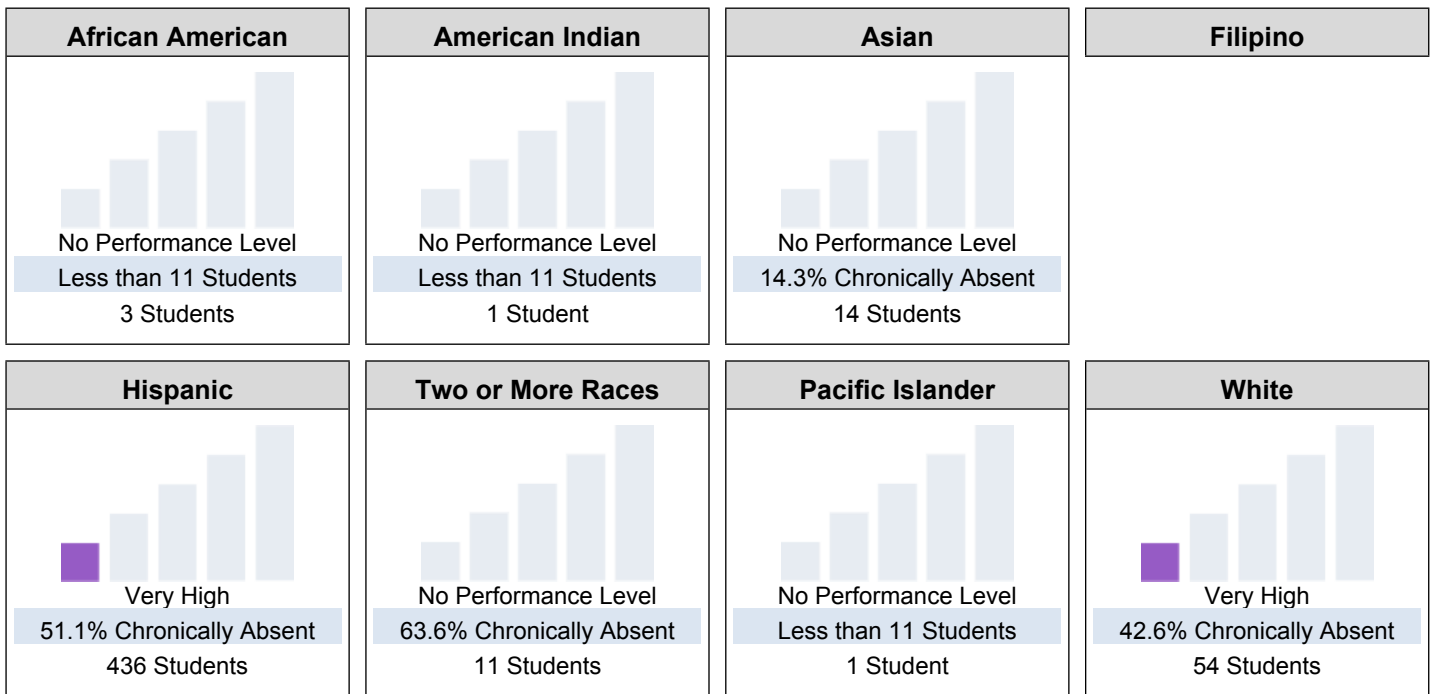 African American
No Performance Level
Less than 11 Students
3 Students
American Indian
No Performance Level
Less than 11 Students
1 Student
Asian
No Performance Level
14.3% Chronically Absent
14 Students
Filipino
Hispanic
Very High
51.1% Chronically Absent
436 Students
Two or More Races
No Performance Level
63.6% Chronically Absent
11 Students
Pacific Islander
No Performance Level
Less than 11 Students
1 Student
White
Very High
42.6% Chronically Absent
54 Students